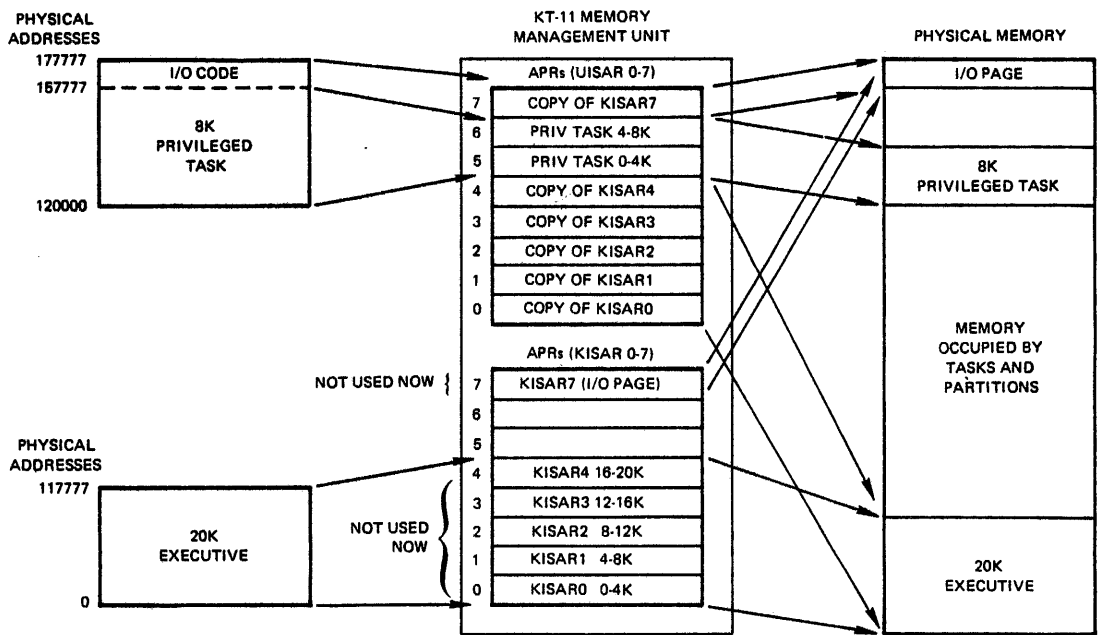 PHYSICAL
ADDRESSES
177777
I/O CODE
167777
8K
PRIVILEGED
TASK
120000
PHYSICAL
ADDRESSES
117777
20K
EXECUTIVE
0
KT-11 MEMORY
MANAGEMENT UNIT
APRs (UISAR 0-7)
7 COPY OF KISAR7
6 PRIV TASK 4-8K
5 PRIV TASK 0-4K
4 COPY OF KISAR4
3 COPY OF KISAR3
2 COPY OF KISAR2
1 COPY OF KISAR1
0 COPY OF KISAR0
APRs (KISAR 0-7)
NOT USED NOW
7 KISAR7 (I/O PAGE)
6
5
4 KISAR4 16-20K
3 KISAR3 12-16K
2 KISAR2 8-12K
1 KISAR1 4-8K
0 KISAR0 0-4K
NOT USED
NOW
PHYSICAL MEMORY
I/O PAGE
8K
PRIVILEGED TASK
MEMORY
OCCUPIED BY
TASKS AND
PARTITIONS
20K
EXECUTIVE